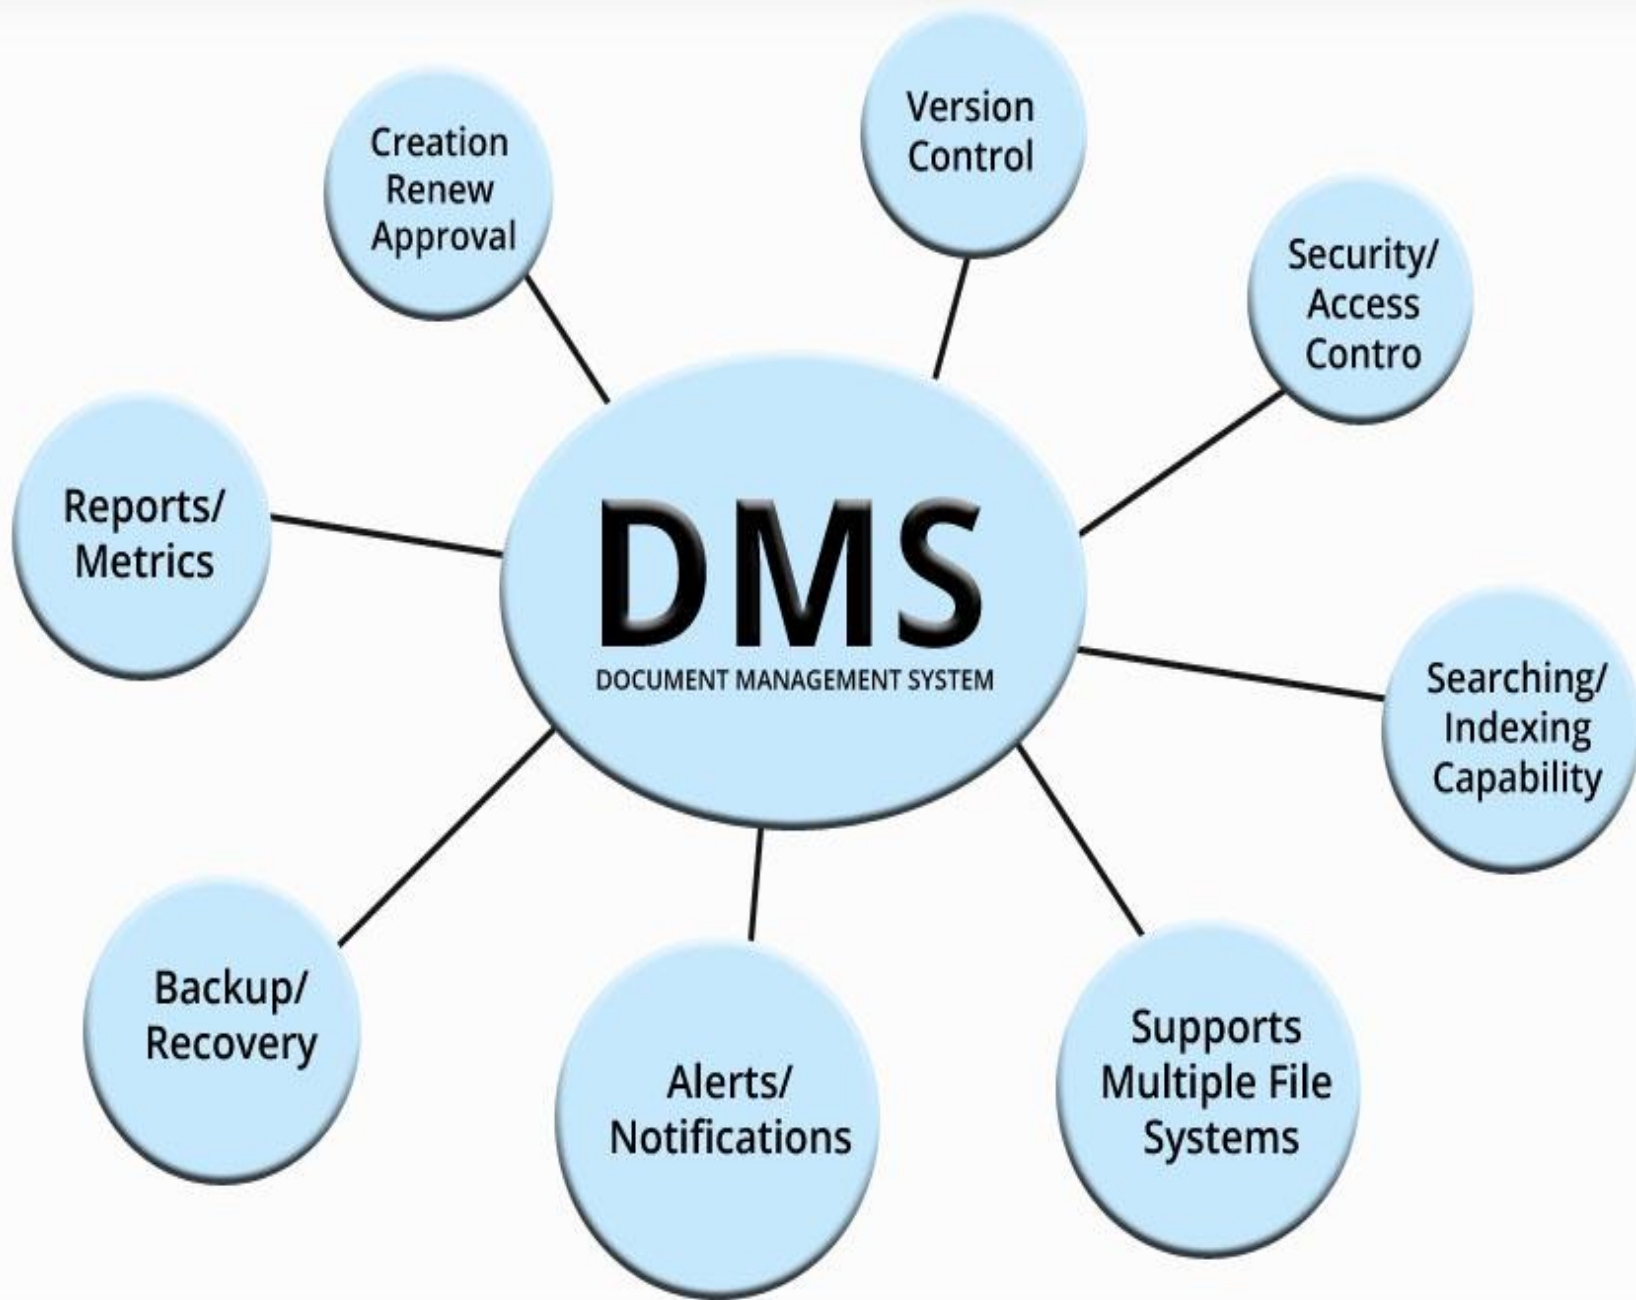 Creation
Renew
Approval
Version
Control
Security/
Access
Contro
Reports/
Metrics
DMS
DOCUMENT MANAGEMENT SYSTEM
Searching/
Indexing
Capability
Backup/
Recovery
Alerts/
Notifications
Supports
Multiple File
Systems